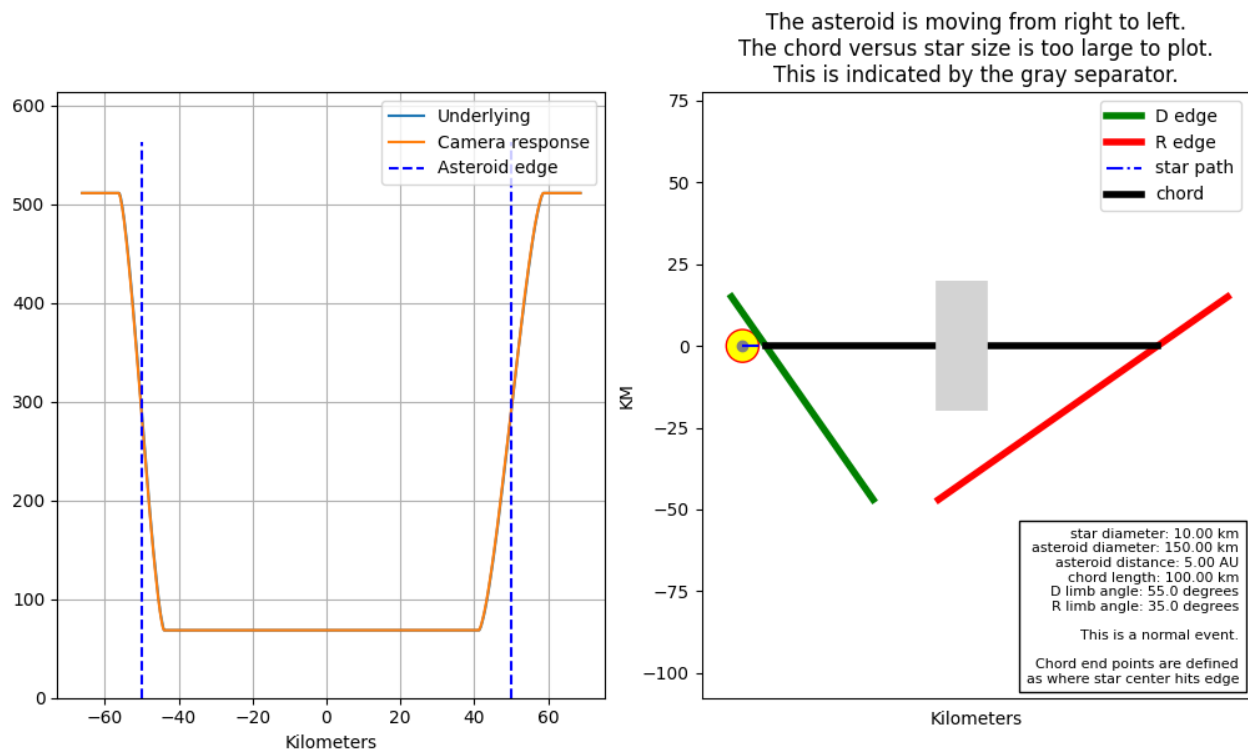 The asteroid is moving from right to left.
The chord versus star size is too large to plot.
This is indicated by the gray separator.
600
500
400
300
200
100
0
−60
−40
−20
0
20
40
60
Kilometers
Underlying
Camera response
Asteroid edge
KM
75
50
25
0
−25
−50
−75
−100
Kilometers
D edge
R edge
star path
chord
star diameter: 10.00 km
asteroid diameter: 150.00 km
asteroid distance: 5.00 AU
chord length: 100.00 km
D limb angle: 55.0 degrees
R limb angle: 35.0 degrees
This is a normal event.
Chord end points are defined
as where star center hits edge